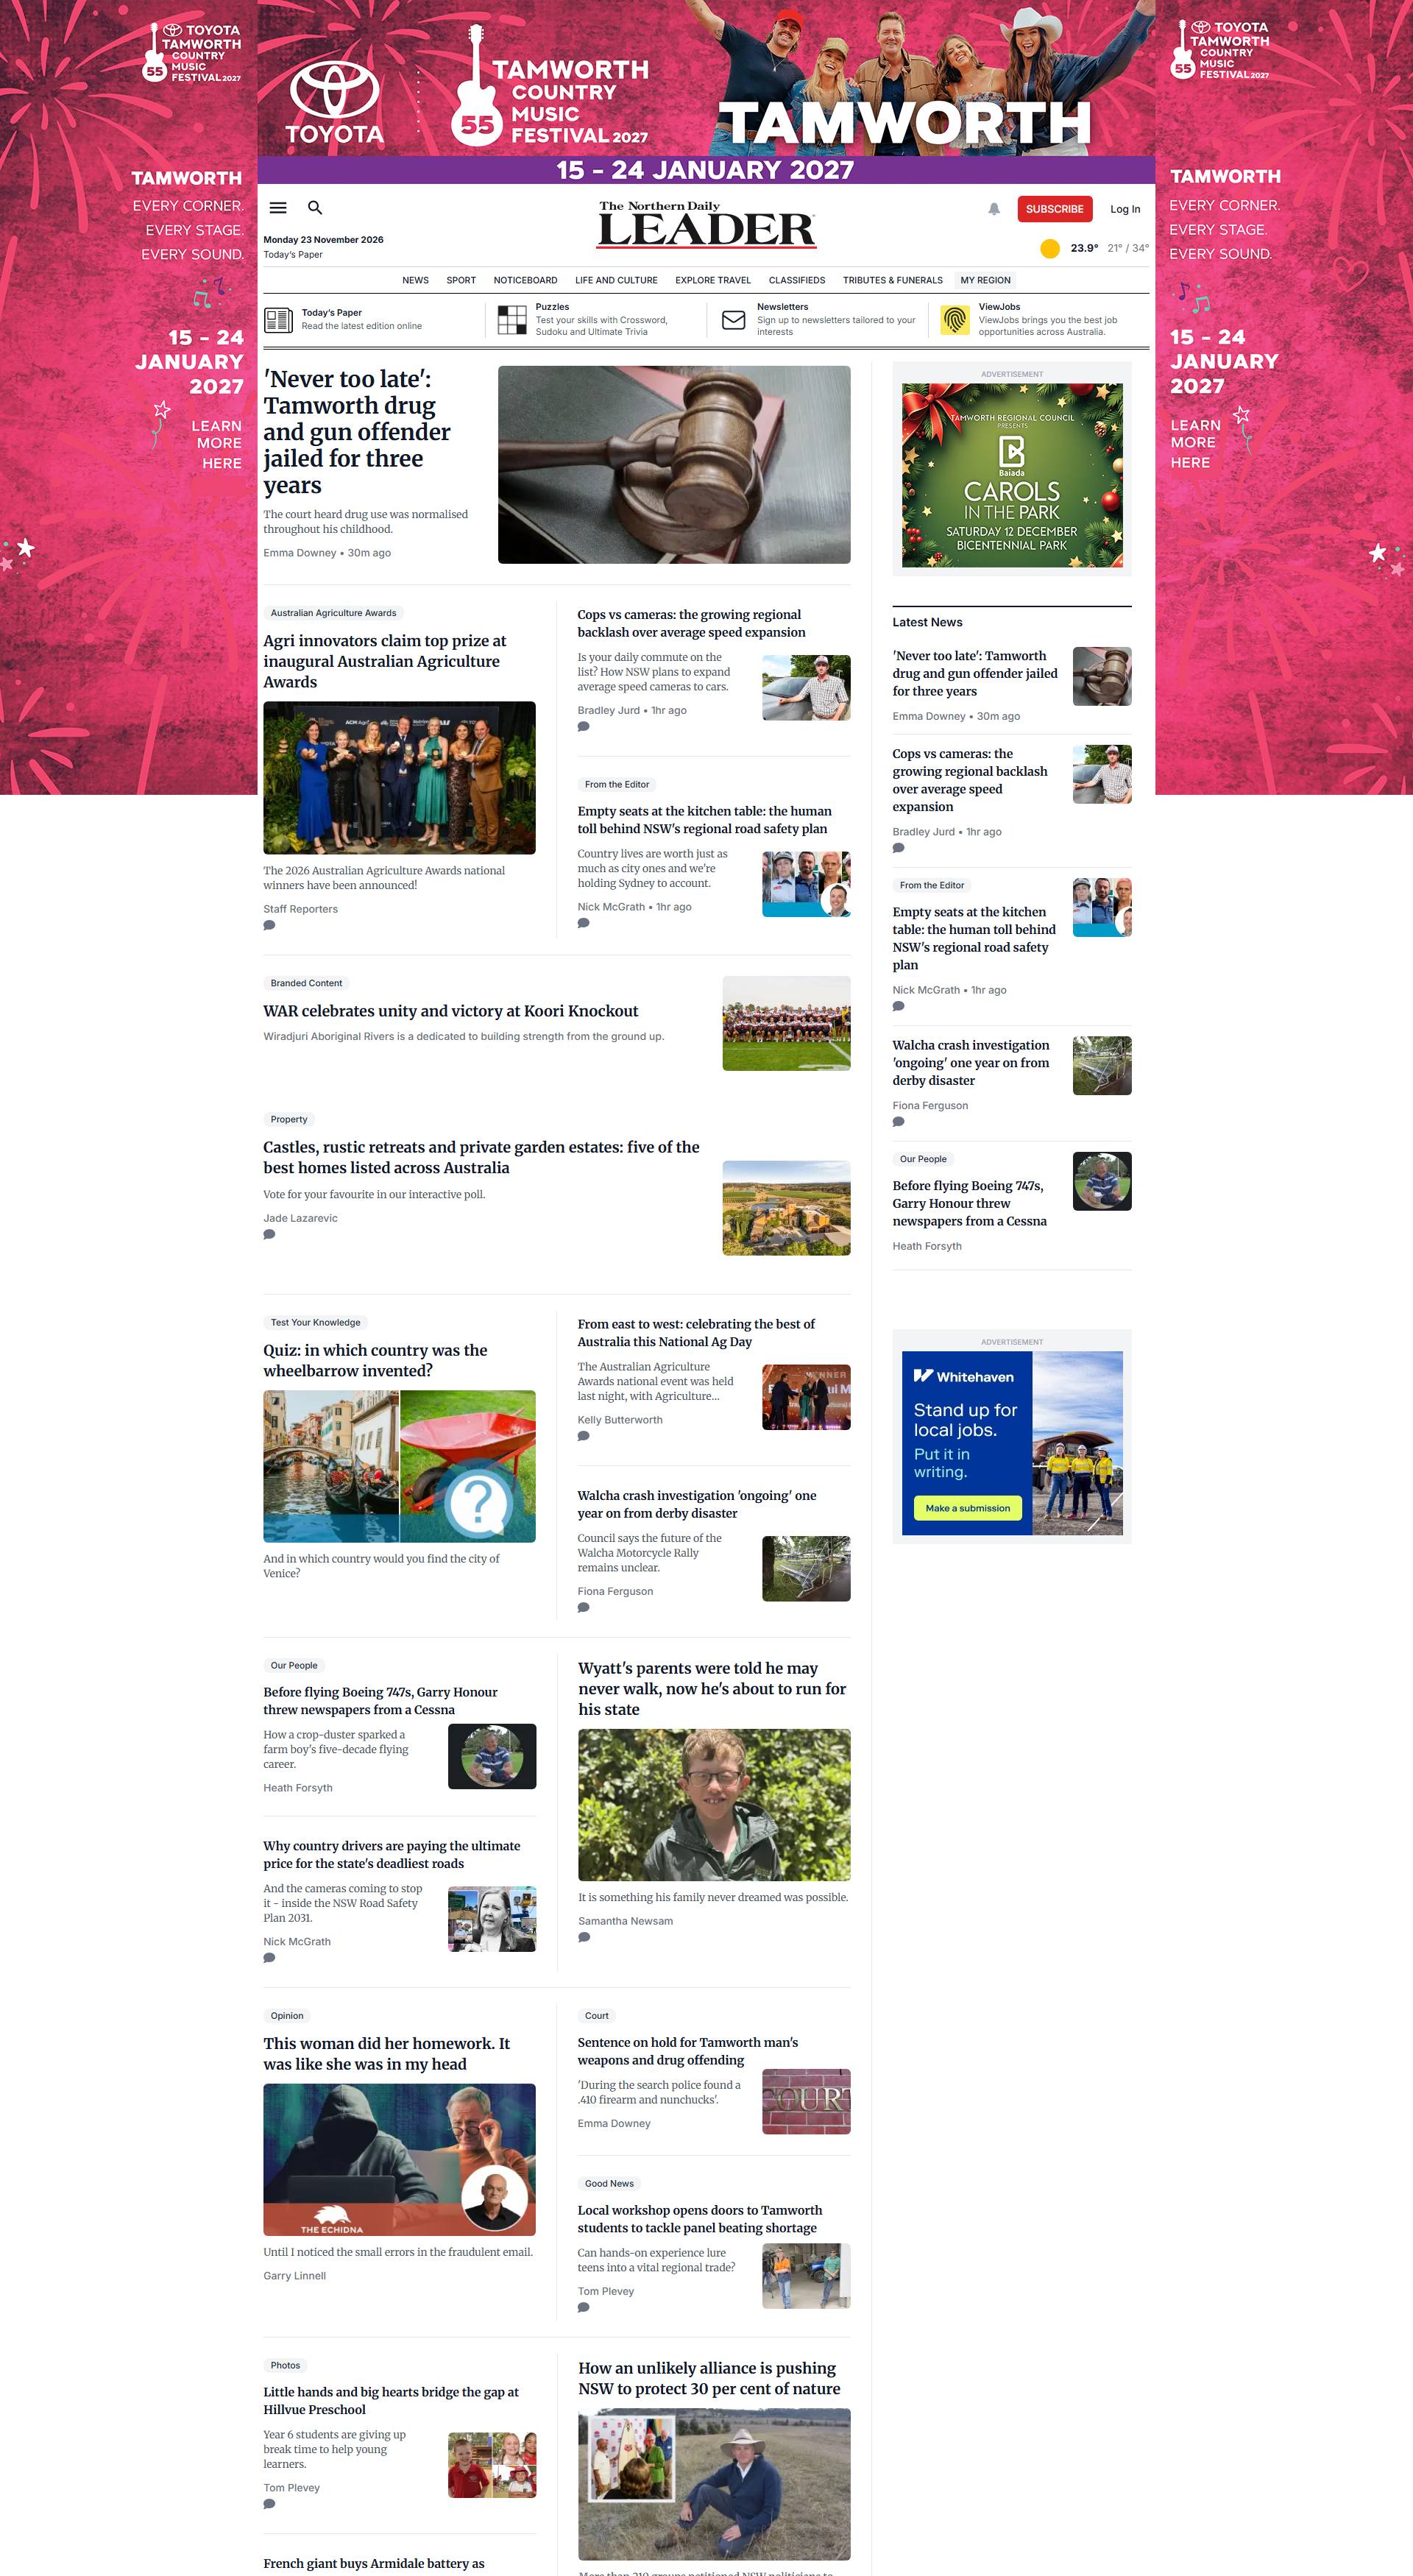 TOYOTA
TAMWORTH
COUNTRY
MUSIC
FESTIVAL 2027
55
TAMWORTH
EVERY CORNER.
EVERY STAGE.
EVERY SOUND.
15 - 24
JANUARY
2027
LEARN
MORE
HERE
TOYOTA
55
TAMWORTH
COUNTRY
MUSIC
FESTIVAL 2027
TAMWORTH
15 - 24 JANUARY 2027
TOYOTA
TAMWORTH
COUNTRY
MUSIC
FESTIVAL 2027
55
TAMWORTH
EVERY CORNER.
EVERY STAGE.
EVERY SOUND.
15 - 24
JANUARY
2027
LEARN
MORE
HERE
The Northern Daily
LEADER
SUBSCRIBE
Log In
Monday 23 November 2026
Today's Paper
23.9° 21° / 34°
NEWS SPORT NOTICEBOARD LIFE AND CULTURE EXPLORE TRAVEL CLASSIFIEDS TRIBUTES & FUNERALS MY REGION
Today's Paper
Read the latest edition online
Puzzles
Test your skills with Crossword,
Sudoku and Ultimate Trivia
Newsletters
Sign up to newsletters tailored to your
interests
ViewJobs
ViewJobs brings you the best job
opportunities across Australia.
'Never too late':
Tamworth drug
and gun offender
jailed for three
years
The court heard drug use was normalised
throughout his childhood.
Emma Downey • 30m ago
Australian Agriculture Awards
Agri innovators claim top prize at
inaugural Australian Agriculture
Awards
ACM
The 2026 Australian Agriculture Awards national
winners have been announced!
Staff Reporters
Cops vs cameras: the growing regional
backlash over average speed expansion
Is your daily commute on the
list? How NSW plans to expand
average speed cameras to cars.
Bradley Jurd • 1hr ago
From the Editor
Empty seats at the kitchen table: the human
toll behind NSW's regional road safety plan
Country lives are worth just as
much as city ones and we're
holding Sydney to account.
Nick McGrath • 1hr ago
Branded Content
WAR celebrates unity and victory at Koori Knockout
Wiradjuri Aboriginal Rivers is a dedicated to building strength from the ground up.
Property
Castles, rustic retreats and private garden estates: five of the
best homes listed across Australia
Vote for your favourite in our interactive poll.
Jade Lazarevic
Test Your Knowledge
Quiz: in which country was the
wheelbarrow invented?
?
And in which country would you find the city of
Venice?
From east to west: celebrating the best of
Australia this National Ag Day
The Australian Agriculture
Awards national event was held
last night, with Agriculture...
Kelly Butterworth
Walcha crash investigation 'ongoing' one
year on from derby disaster
Council says the future of the
Walcha Motorcycle Rally
remains unclear.
Fiona Ferguson
Our People
Before flying Boeing 747s, Garry Honour
threw newspapers from a Cessna
How a crop-duster sparked a
farm boy's five-decade flying
career.
Heath Forsyth
Why country drivers are paying the ultimate
price for the state's deadliest roads
And the cameras coming to stop
it - inside the NSW Road Safety
Plan 2031.
Nick McGrath
Wyatt's parents were told he may
never walk, now he's about to run for
his state
It is something his family never dreamed was possible.
Samantha Newsam
Opinion
This woman did her homework. It
was like she was in my head
THE ECHIDNA
Until I noticed the small errors in the fraudulent email.
Garry Linnell
Court
Sentence on hold for Tamworth man's
weapons and drug offending
'During the search police found a
.410 firearm and nunchucks'.
Emma Downey
COURT
Good News
Local workshop opens doors to Tamworth
students to tackle panel beating shortage
Can hands-on experience lure
teens into a vital regional trade?
Tom Plevey
Photos
Little hands and big hearts bridge the gap at
Hillvue Preschool
Year 6 students are giving up
break time to help young
learners.
Tom Plevey
French giant buys Armidale battery as
How an unlikely alliance is pushing
NSW to protect 30 per cent of nature
ADVERTISEMENT
TAMWORTH REGIONAL COUNCIL
PRESENTS
Baiada
CAROLS
IN THE PARK
SATURDAY 12 DECEMBER
BICENTENNIAL PARK
Latest News
'Never too late': Tamworth
drug and gun offender jailed
for three years
Emma Downey • 30m ago
Cops vs cameras: the
growing regional backlash
over average speed
expansion
Bradley Jurd • 1hr ago
From the Editor
Empty seats at the kitchen
table: the human toll behind
NSW's regional road safety
plan
Nick McGrath • 1hr ago
Walcha crash investigation
'ongoing' one year on from
derby disaster
Fiona Ferguson
Our People
Before flying Boeing 747s,
Garry Honour threw
newspapers from a Cessna
Heath Forsyth
ADVERTISEMENT
Whitehaven
Stand up for
local jobs.
Put it in
writing.
Make a submission